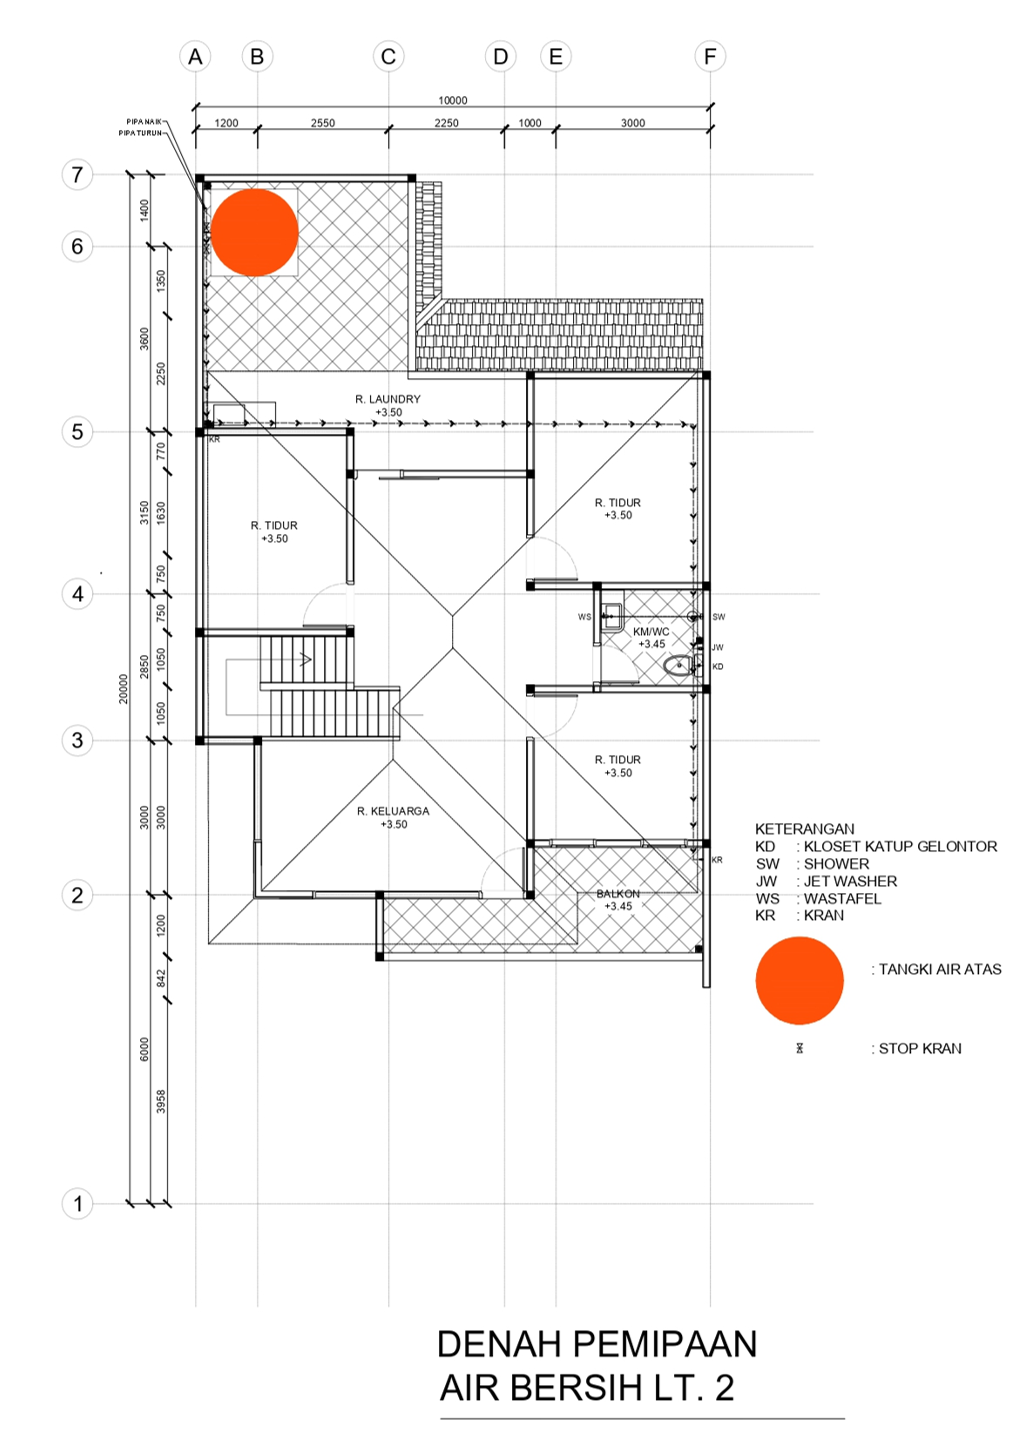 A B C D E F
10000
1200 2550 2250 1000 3000
PIPA NAIK
PIPA TURUN
7
1400
6
1350
3600
2250
R. LAUNDRY
+3.50
5
KR
770
3150
1630
R. TIDUR
+3.50
R. TIDUR
+3.50
750
4
750
WS
SW
KM/WC
+3.45
JW
KD
2850
1050
20000
1050
3
R. TIDUR
+3.50
R. KELUARGA
+3.50
3000
3000
KR
2
BALKON
+3.45
1200
842
6000
3958
1
KETERANGAN
KD : KLOSET KATUP GELONTOR
SW : SHOWER
JW : JET WASHER
WS : WASTAFEL
KR : KRAN
: TANGKI AIR ATAS
: STOP KRAN
DENAH PEMIPAAN
AIR BERSIH LT. 2